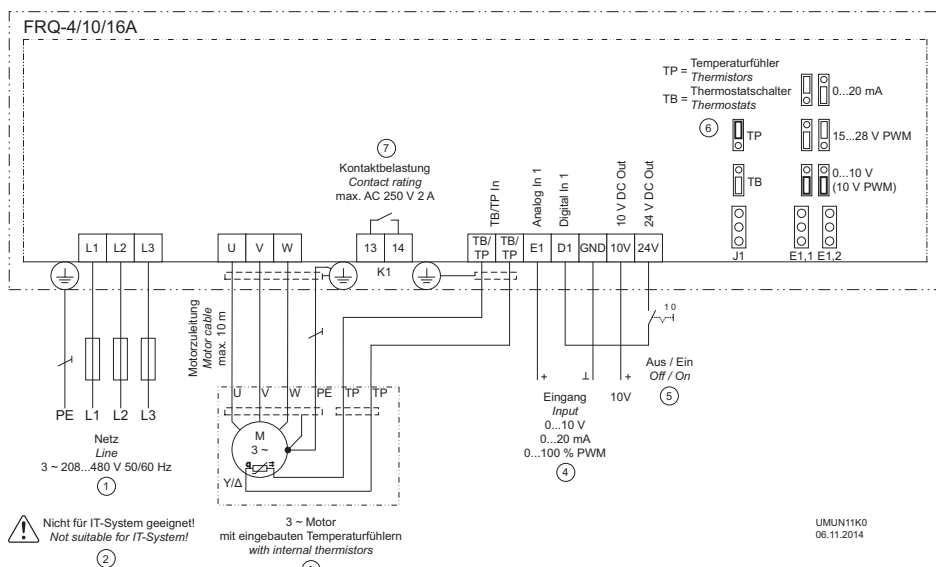 FRQ-4/10/16A
TP = Temperaturfühler
Thermistors
TB = Thermostatschalter
Thermostats
6
TP
TB
J1
0...20 mA
15...28 V PWM
0...10 V
(10 V PWM)
E1,1 E1,2
7
Kontaktbelastung
Contact rating
max. AC 250 V 2 A
TB/TP In
Analog In 1
Digital In 1
10 V DC Out
24 V DC Out
L1 L2 L3
U V W
13 14
K1
TB/TP TB/TP E1 D1 GND 10V 24V
Motorzuleitung
Motor cable
max. 10 m
1 0
Aus / Ein
Off / On
5
+ ⊥ + 
Eingang 10V
Input
0...10 V
0...20 mA
0...100 % PWM
4
PE L1 L2 L3
Netz
Line
3 ~ 208...480 V 50/60 Hz
1
U V W PE TP TP
M
3 ~
Y/Δ
Nicht für IT-System geeignet!
Not suitable for IT-System!
2
3 ~ Motor
mit eingebauten Temperaturfühlern
with internal thermistors
UMUN11K0
06.11.2014